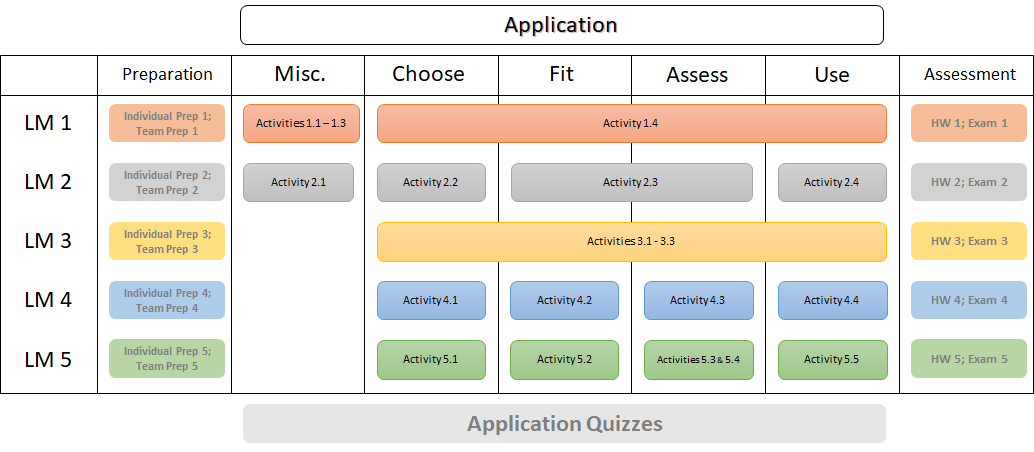 Application
Preparation
Misc.
Choose
Fit
Assess
Use
Assessment
LM 1
Individual Prep 1;
Team Prep 1
Activities 1.1 – 1.3
Activity 1.4
HW 1; Exam 1
LM 2
Individual Prep 2;
Team Prep 2
Activity 2.1
Activity 2.2
Activity 2.3
Activity 2.4
HW 2; Exam 2
LM 3
Individual Prep 3;
Team Prep 3
Activities 3.1 - 3.3
HW 3; Exam 3
LM 4
Individual Prep 4;
Team Prep 4
Activity 4.1
Activity 4.2
Activity 4.3
Activity 4.4
HW 4; Exam 4
LM 5
Individual Prep 5;
Team Prep 5
Activity 5.1
Activity 5.2
Activities 5.3 & 5.4
Activity 5.5
HW 5; Exam 5
Application Quizzes